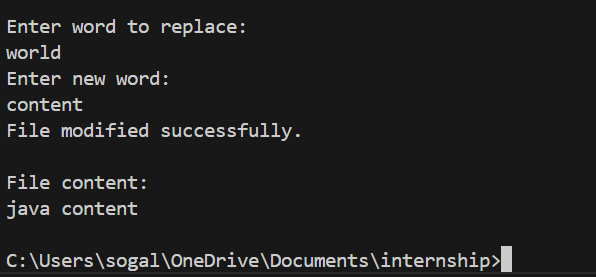 Enter word to replace:
world
Enter new word:
content
File modified successfully.
File content:
java content
C:\Users\sogal\OneDrive\Documents\internship>